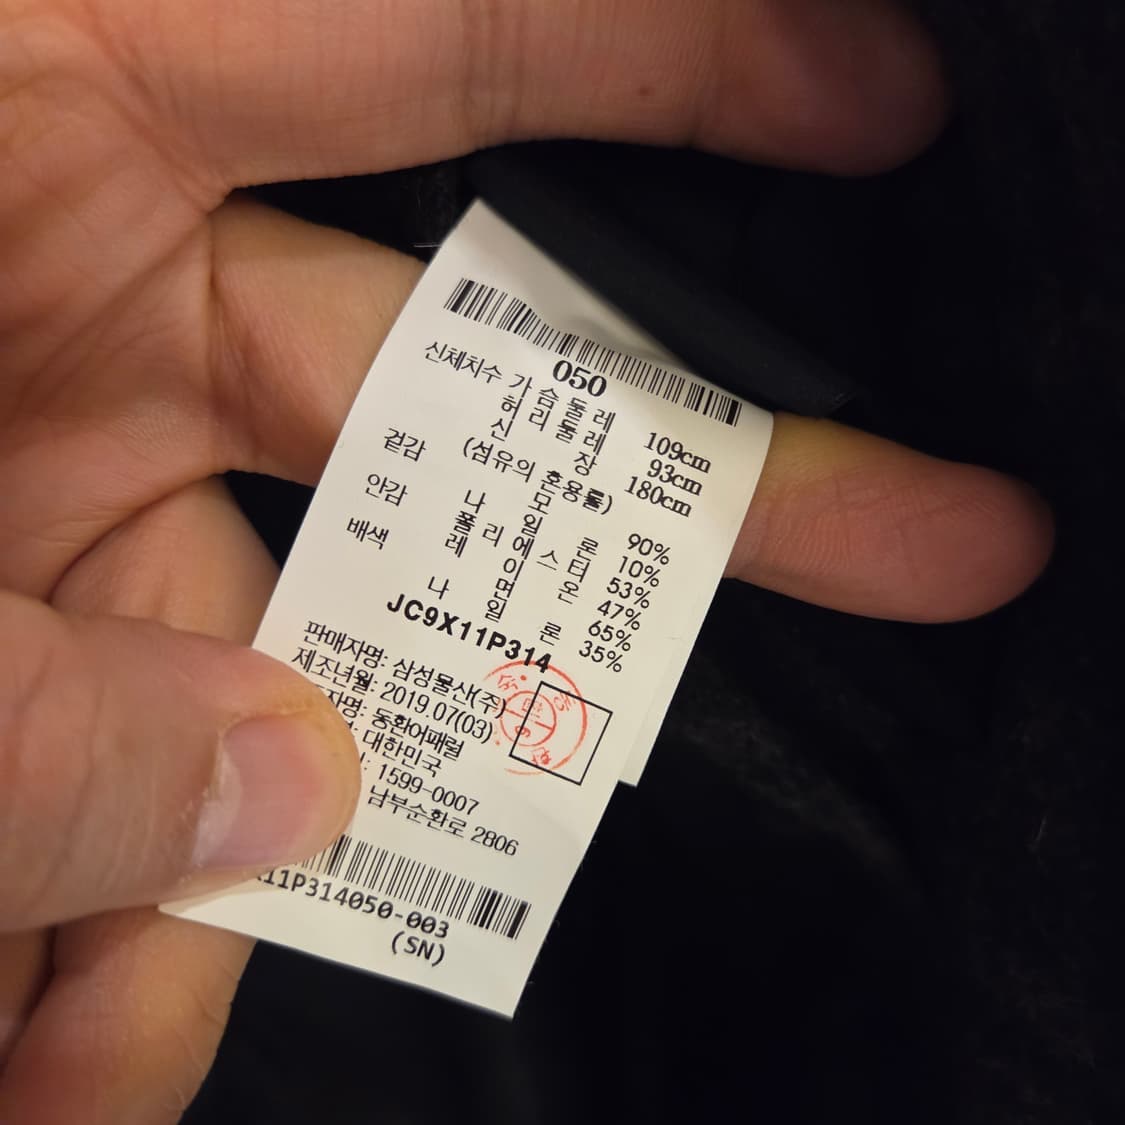 050
신체치수 가 슴 둘 레 109cm
허 리 둘 레 93cm
신 장 180cm
(섬유의 혼용률)
겉감 모 90%
나 일 론 10%
안감 폴 리 에 스 터 53%
레 이 온 47%
배색 면 65%
나 일 론 35%
JC9X11P314
판매자명: 삼성물산(주)
제조년월: 2019.07(03)
자명: 동환어패럴
대한민국
: 1599-0007
남부순환로 2806
11P314050-003
(SN)